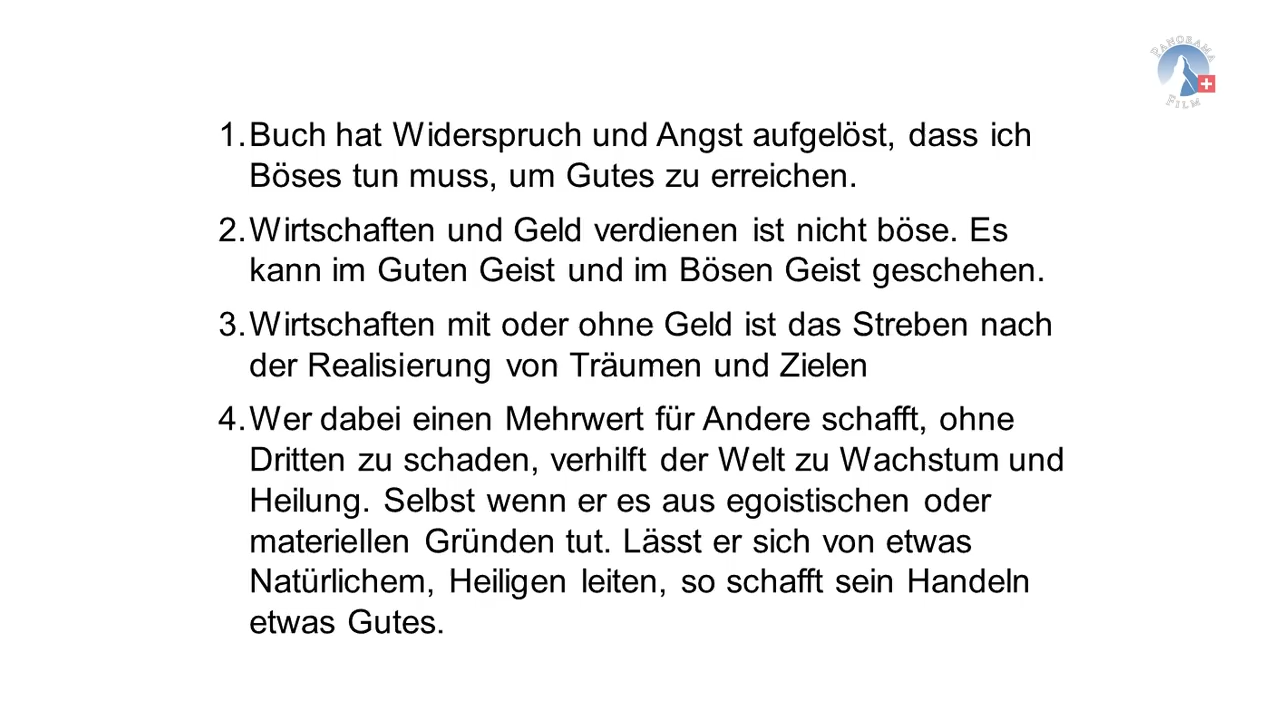 PANORAMA
FILM
1. Buch hat Widerspruch und Angst aufgelöst, dass ich
Böses tun muss, um Gutes zu erreichen.
2. Wirtschaften und Geld verdienen ist nicht böse. Es
kann im Guten Geist und im Bösen Geist geschehen.
3. Wirtschaften mit oder ohne Geld ist das Streben nach
der Realisierung von Träumen und Zielen
4. Wer dabei einen Mehrwert für Andere schafft, ohne
Dritten zu schaden, verhilft der Welt zu Wachstum und
Heilung. Selbst wenn er es aus egoistischen oder
materiellen Gründen tut. Lässt er sich von etwas
Natürlichem, Heiligen leiten, so schafft sein Handeln
etwas Gutes.